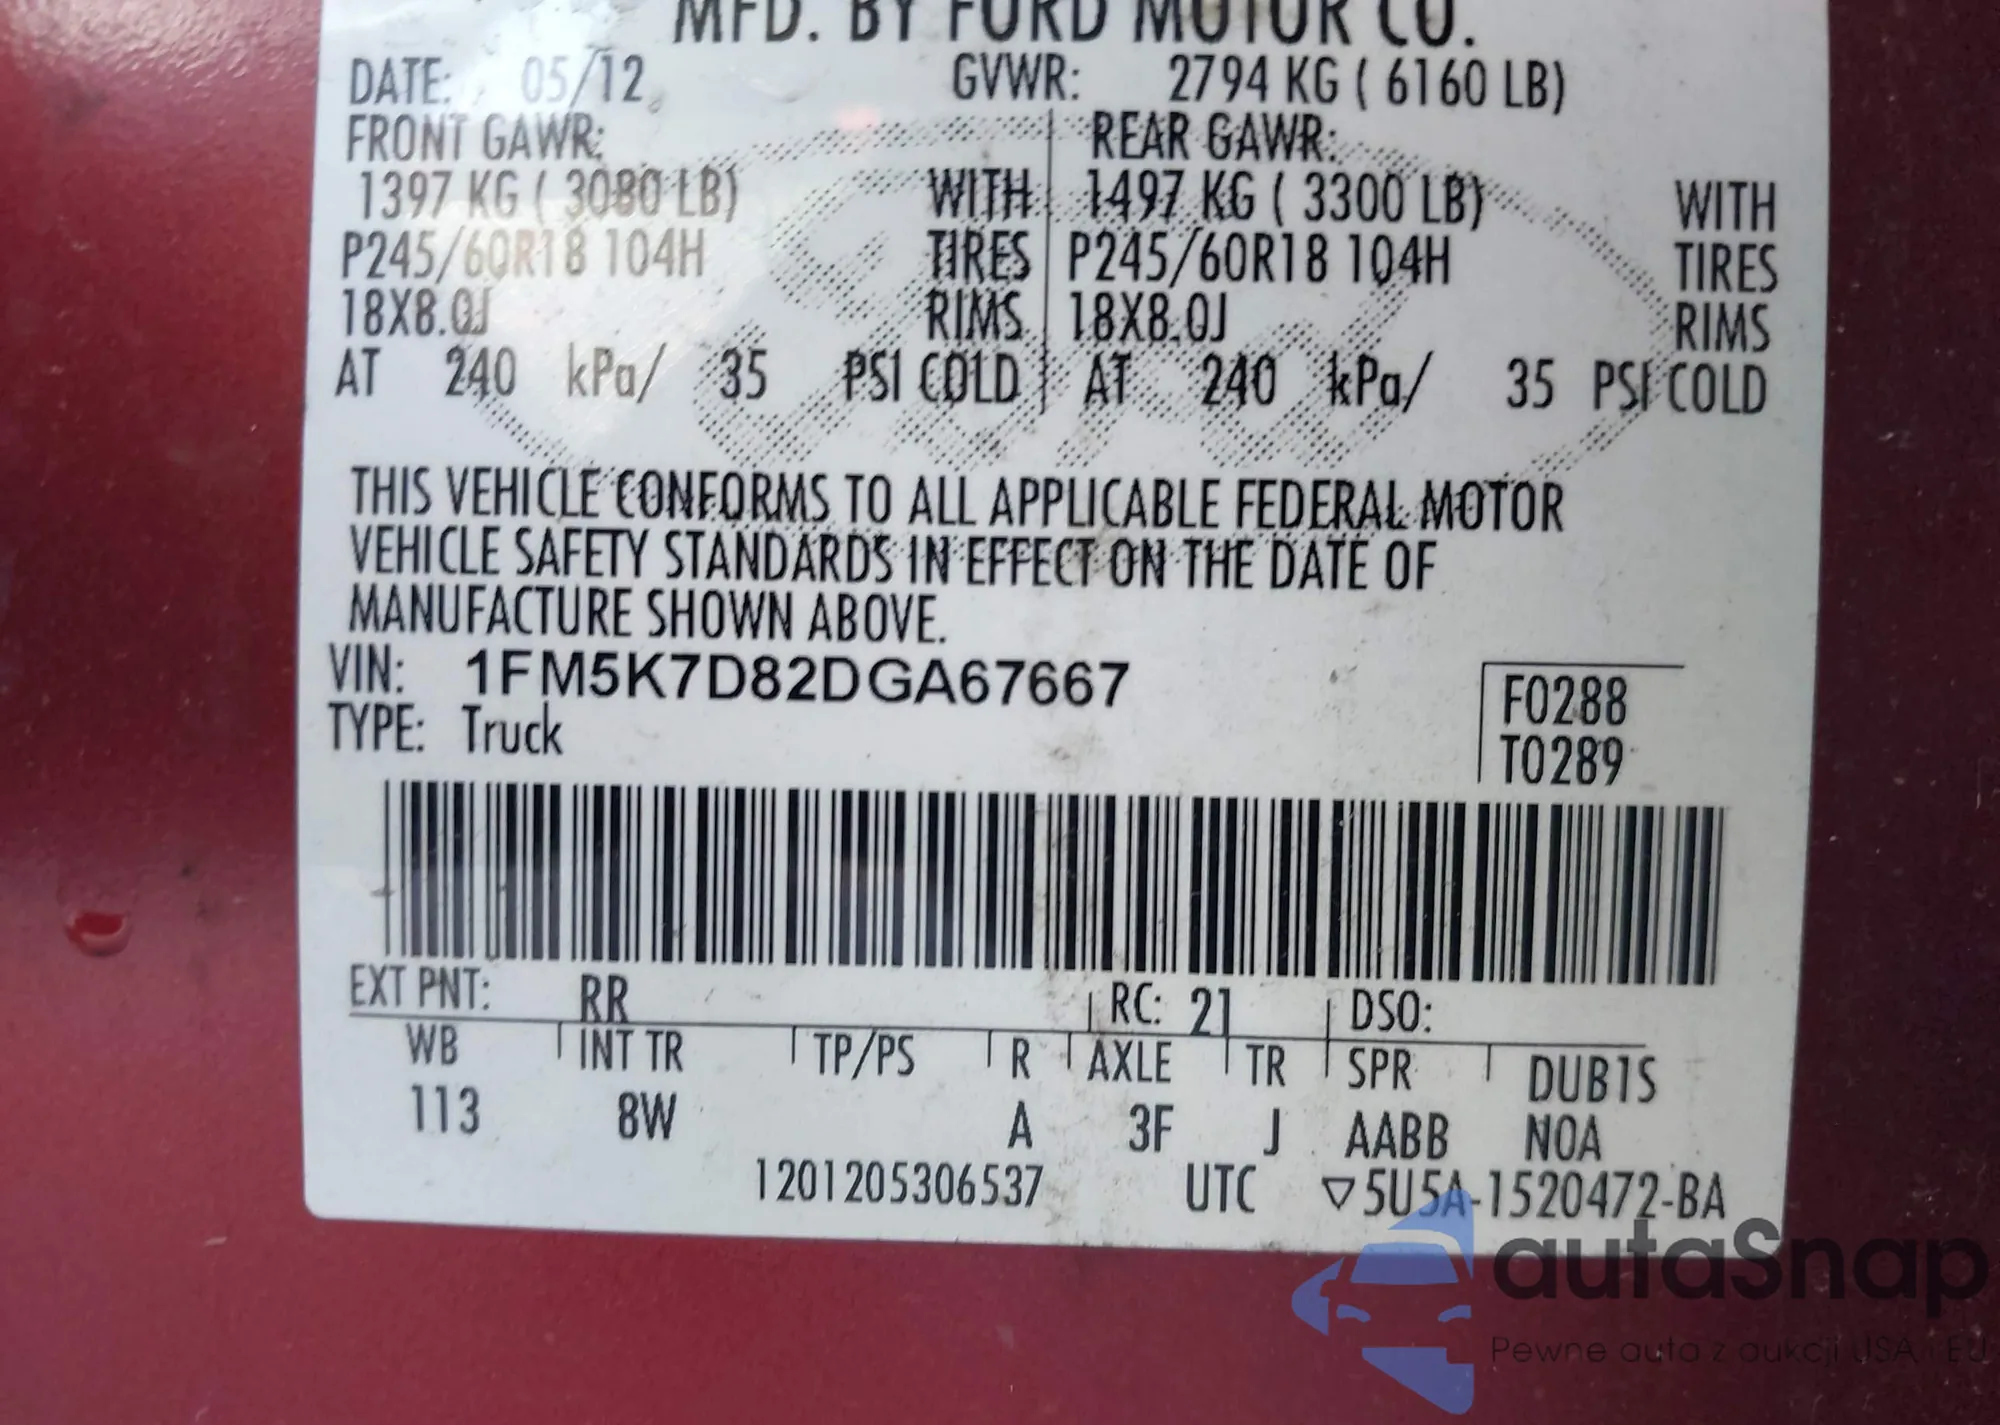 MFD. BY FORD MOTOR CO.
DATE: 05/12 GVWR: 2794 KG ( 6160 LB)
FRONT GAWR: REAR GAWR:
1397 KG ( 3080 LB) WITH 1497 KG ( 3300 LB) WITH
P245/60R18 104H TIRES P245/60R18 104H TIRES
18X8.0J RIMS 18X8.0J RIMS
AT 240 kPa/ 35 PSI COLD AT 240 kPa/ 35 PSI COLD
THIS VEHICLE CONFORMS TO ALL APPLICABLE FEDERAL MOTOR
VEHICLE SAFETY STANDARDS IN EFFECT ON THE DATE OF
MANUFACTURE SHOWN ABOVE.
VIN: 1FM5K7D82DGA67667
F0288
TYPE: Truck
T0289
EXT PNT: RR RC: 21 DSO:
WB INT TR TP/PS R AXLE TR SPR DUB1S
113 8W A 3F J AABB NOA
1201205306537 UTC ▽5U5A-1520472-BA
autaSnap
Pewne auta z aukcji USA i EU